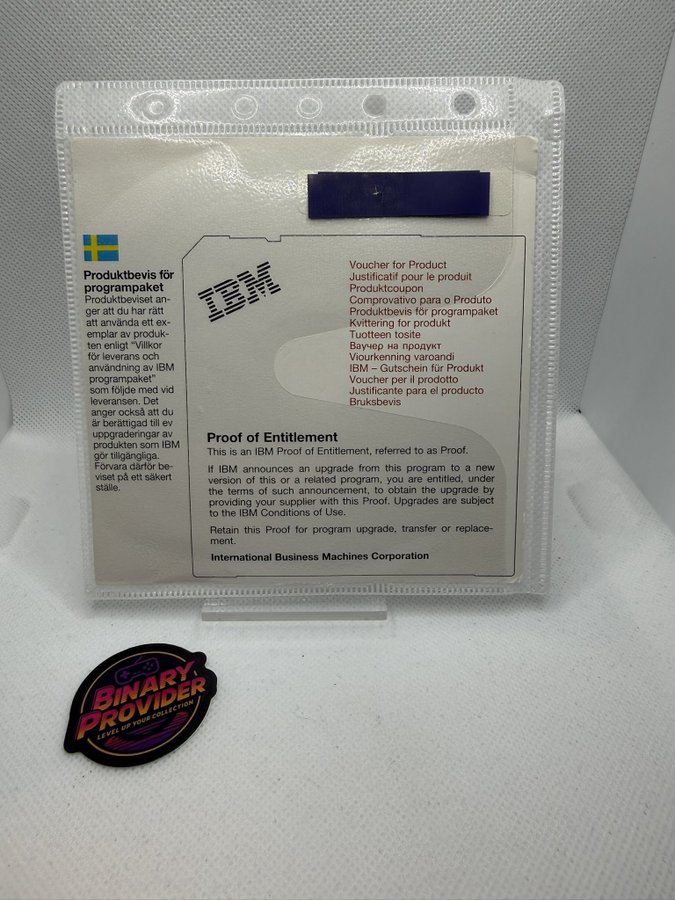 Produktbevis för
programpaket
Produktbeviset an-
ger att du har rätt
att använda ett ex-
emplar av produk-
ten enligt "Villkor
för leverans och
användning av IBM
programpaket"
som följde med vid
leveransen. Det
anger också att du
är berättigad till ev
uppgraderingar av
produkten som IBM
gör tillgängliga.
Förvara därför be-
viset på ett säkert
ställe.
IBM
Voucher for Product
Justificatif pour le produit
Produktcoupon
Comprovativo para o Produto
Produktbevis för programpaket
Kvittering for produkt
Tuotteen tosite
Ваучер на продукт
Viourkenning varoandi
IBM – Gutschein für Produkt
Voucher per il prodotto
Justificante para el producto
Bruksbevis
Proof of Entitlement
This is an IBM Proof of Entitlement, referred to as Proof.
If IBM announces an upgrade from this program to a new
version of this or a related program, you are entitled, under
the terms of such announcement, to obtain the upgrade by
providing your supplier with this Proof. Upgrades are subject
to the IBM Conditions of Use.
Retain this Proof for program upgrade, transfer or replace-
ment.
International Business Machines Corporation
BINARY
PROVIDER
LEVEL UP YOUR COLLECTION